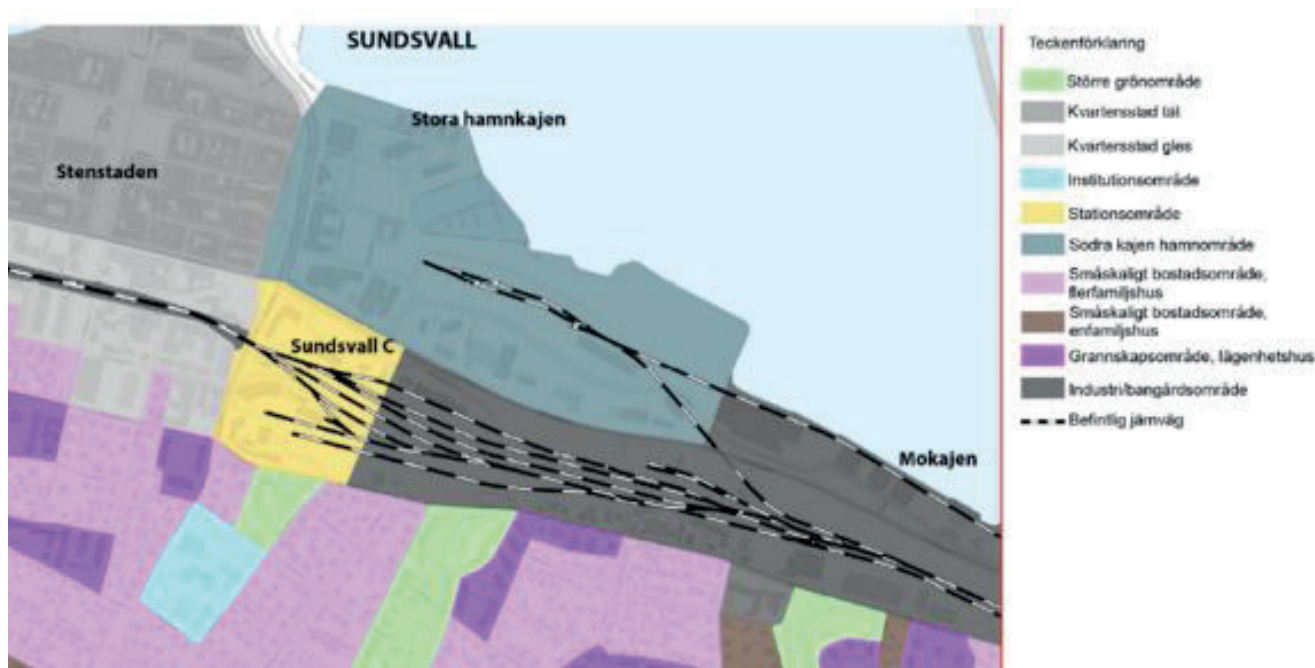 SUNDSVALL
Stora hamnkajen
Stenstaden
Sundsvall C
Mokajen
Teckenförklaring
Större grönområde
Kvartersstad tät
Kvartersstad gles
Institutionsområde
Stationsområde
Södra kajen hamnområde
Småskaligt bostadsområde,
flerfamiljshus
Småskaligt bostadsområde,
enfamiljshus
Grannskapsområde, lägenhetshus
Industri/bangårdsområde
Befintlig järnväg